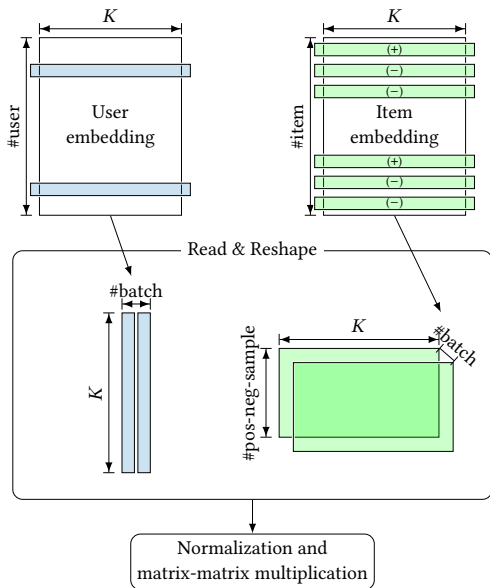 K
K
#user
User
embedding
#item
(+)
(−)
(−)
Item
embedding
(+)
(−)
(−)
Read & Reshape
#batch
K
K
#batch
#pos-neg-sample
Normalization and
matrix-matrix multiplication